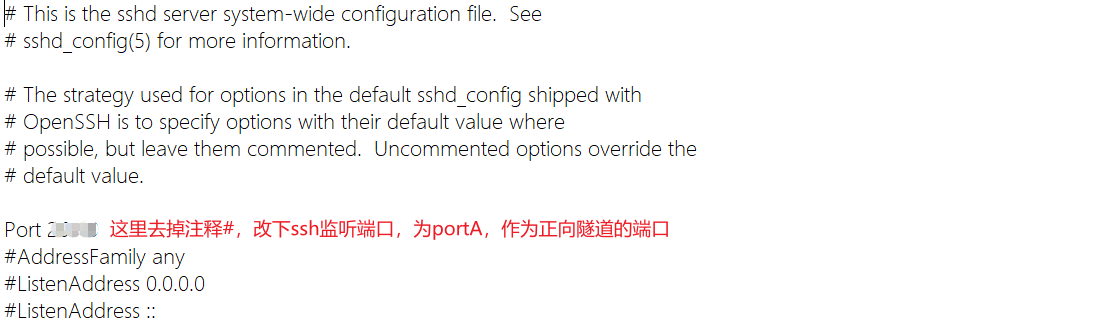 # This is the sshd server system-wide configuration file.  See
# sshd_config(5) for more information.
# The strategy used for options in the default sshd_config shipped with
# OpenSSH is to specify options with their default value where
# possible, but leave them commented.  Uncommented options override the
# default value.
Port 这里去掉注释#，改下ssh监听端口，为portA，作为正向隧道的端口
#AddressFamily any
#ListenAddress 0.0.0.0
#ListenAddress ::